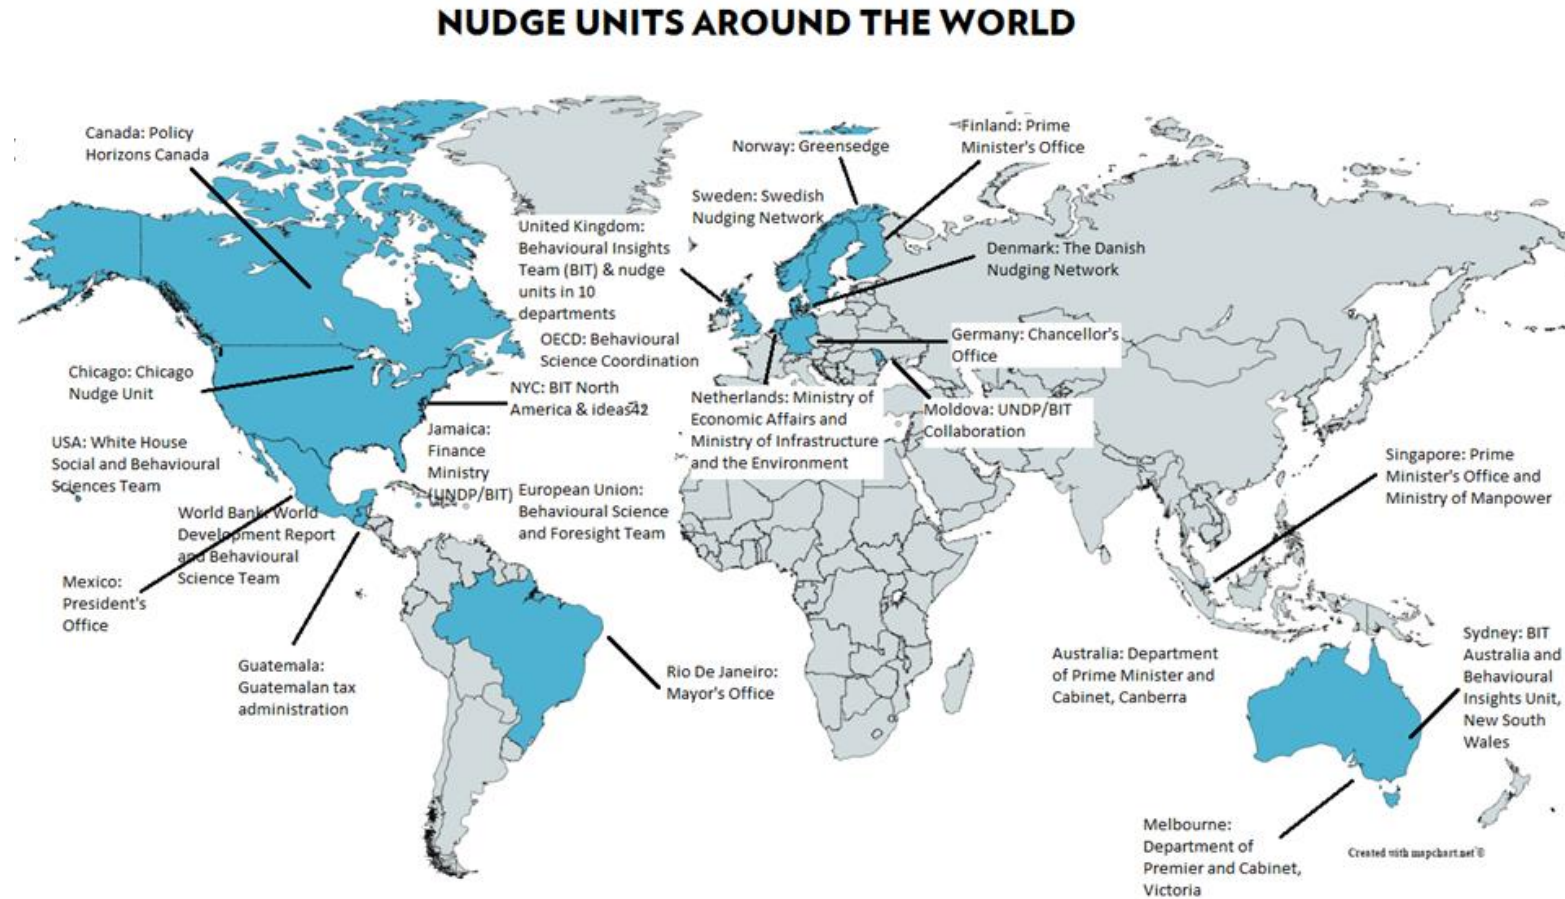 NUDGE UNITS AROUND THE WORLD
Canada: Policy
Horizons Canada
Norway: Greensedge
Finland: Prime
Minister's Office
Sweden: Swedish
Nudging Network
United Kingdom:
Behavioural Insights
Team (BIT) & nudge
units in 10
departments
Denmark: The Danish
Nudging Network
OECD: Behavioural
Science Coordination
Germany: Chancellor's
Office
Chicago: Chicago
Nudge Unit
NYC: BIT North
America & ideas42
Netherlands: Ministry of
Economic Affairs and
Ministry of Infrastructure
and the Environment
Moldova: UNDP/BIT
Collaboration
Jamaica:
Finance
Ministry
(UNDP/BIT)
USA: White House
Social and Behavioural
Sciences Team
European Union:
Behavioural Science
and Foresight Team
Singapore: Prime
Minister's Office and
Ministry of Manpower
World Bank: World
Development Report
and Behavioural
Science Team
Mexico:
President's
Office
Guatemala:
Guatemalan tax
administration
Rio De Janeiro:
Mayor's Office
Australia: Department
of Prime Minister and
Cabinet, Canberra
Sydney: BIT
Australia and
Behavioural
Insights Unit,
New South
Wales
Melbourne:
Department of
Premier and Cabinet,
Victoria
Created with mapchart.net ©